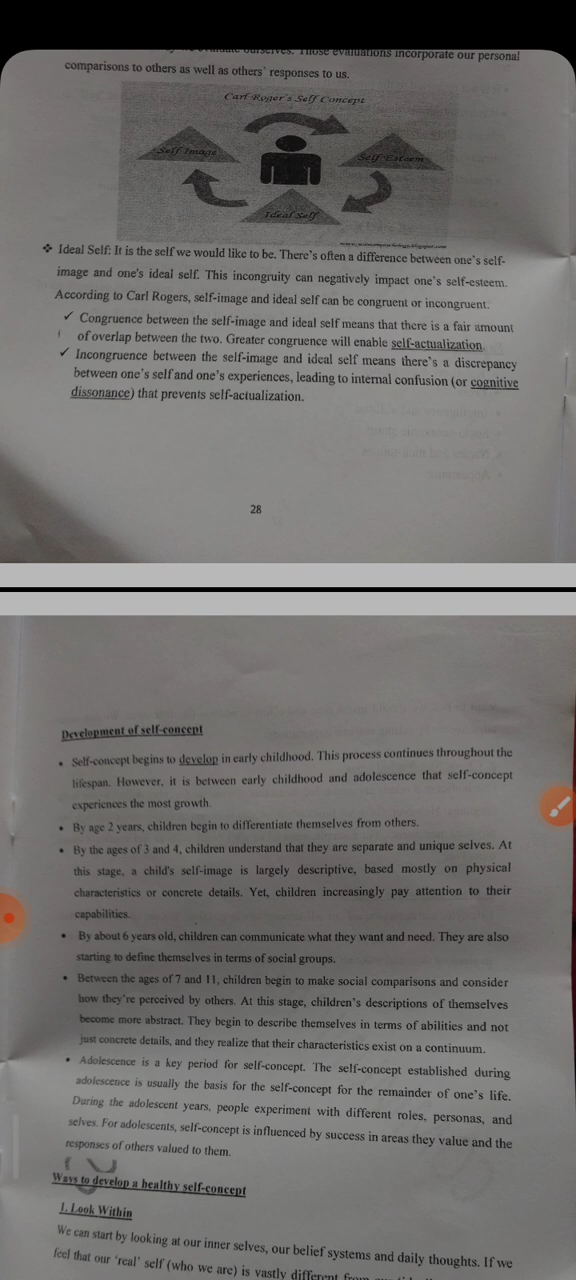 evaluate ourselves. Those evaluations incorporate our personal
comparisons to others as well as others' responses to us.
Carl Roger's Self Concept
Self Image
Self Esteem
Ideal Self
❖ Ideal Self: It is the self we would like to be. There's often a difference between one's self-
image and one's ideal self. This incongruity can negatively impact one's self-esteem.
According to Carl Rogers, self-image and ideal self can be congruent or incongruent.
✓ Congruence between the self-image and ideal self means that there is a fair amount
of overlap between the two. Greater congruence will enable self-actualization.
✓ Incongruence between the self-image and ideal self means there's a discrepancy
between one's self and one's experiences, leading to internal confusion (or cognitive
dissonance) that prevents self-actualization.
28
Development of self-concept
• Self-concept begins to develop in early childhood. This process continues throughout the
lifespan. However, it is between early childhood and adolescence that self-concept
experiences the most growth.
• By age 2 years, children begin to differentiate themselves from others.
• By the ages of 3 and 4, children understand that they are separate and unique selves. At
this stage, a child's self-image is largely descriptive, based mostly on physical
characteristics or concrete details. Yet, children increasingly pay attention to their
capabilities.
• By about 6 years old, children can communicate what they want and need. They are also
starting to define themselves in terms of social groups.
• Between the ages of 7 and 11, children begin to make social comparisons and consider
how they're perceived by others. At this stage, children's descriptions of themselves
become more abstract. They begin to describe themselves in terms of abilities and not
just concrete details, and they realize that their characteristics exist on a continuum.
• Adolescence is a key period for self-concept. The self-concept established during
adolescence is usually the basis for the self-concept for the remainder of one's life.
During the adolescent years, people experiment with different roles, personas, and
selves. For adolescents, self-concept is influenced by success in areas they value and the
responses of others valued to them.
Ways to develop a healthy self-concept
1. Look Within
We can start by looking at our inner selves, our belief systems and daily thoughts. If we
feel that our 'real' self (who we are) is vastly different from